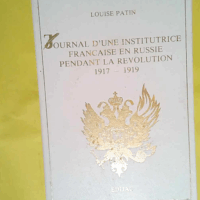 LOUISE PATIN
JOURNAL D'UNE INSTITUTRICE
FRANCAISE EN RUSSIE
PENDANT LA REVOLUTION
1917 - 1919